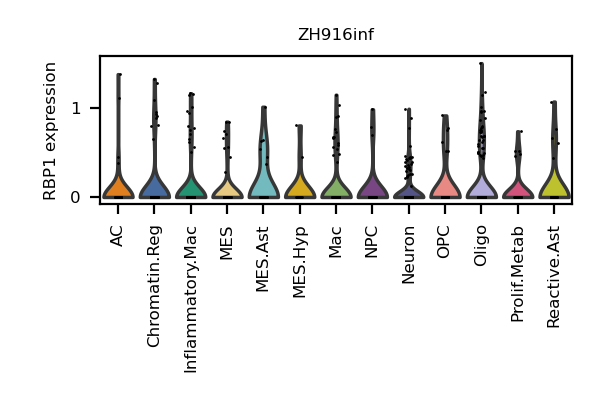 ZH916inf
RBP1 expression
1
0
AC
Chromatin.Reg
Inflammatory.Mac
MES
MES.Ast
MES.Hyp
Mac
NPC
Neuron
OPC
Oligo
Prolif.Metab
Reactive.Ast